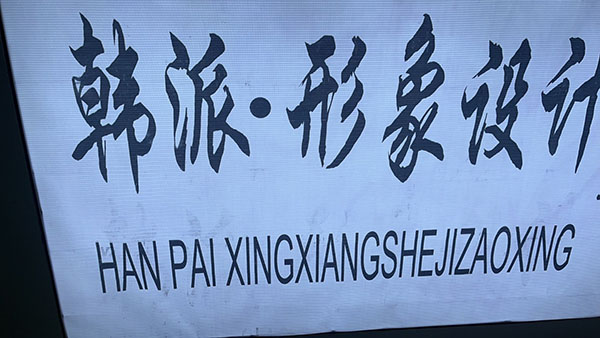 韩派·形象设计
HAN PAI XINGXIANGSHEJIZAOXING